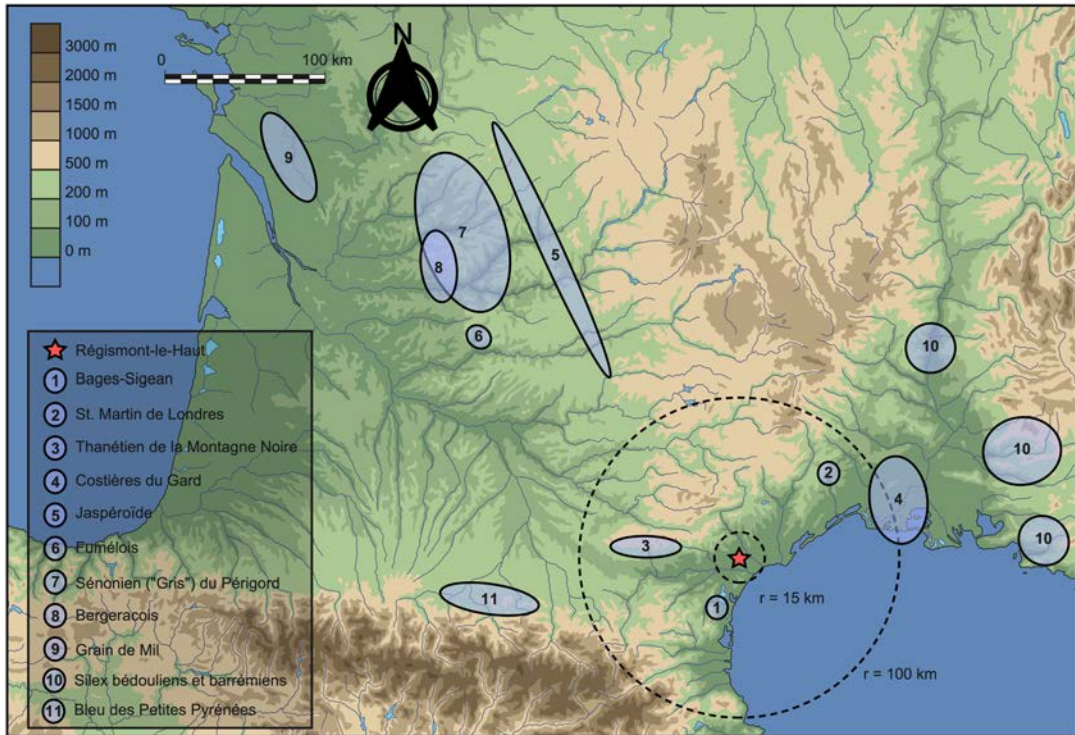 3000 m
2000 m
1500 m
1000 m
500 m
200 m
100 m
0 m
100 km
N
9
7
8
5
6
10
10
10
2
4
3
1
11
r = 15 km
r = 100 km
Régismont-le-Haut
1 Bages-Sigean
2 St. Martin de Londres
3 Thanétien de la Montagne Noire
4 Costières du Gard
5 Jaspéroïde
6 Fumélois
7 Sénonien ("Gris") du Périgord
8 Bergeracois
9 Grain de Mil
10 Silex bédouliens et barrémiens
11 Bleu des Petites Pyrénées